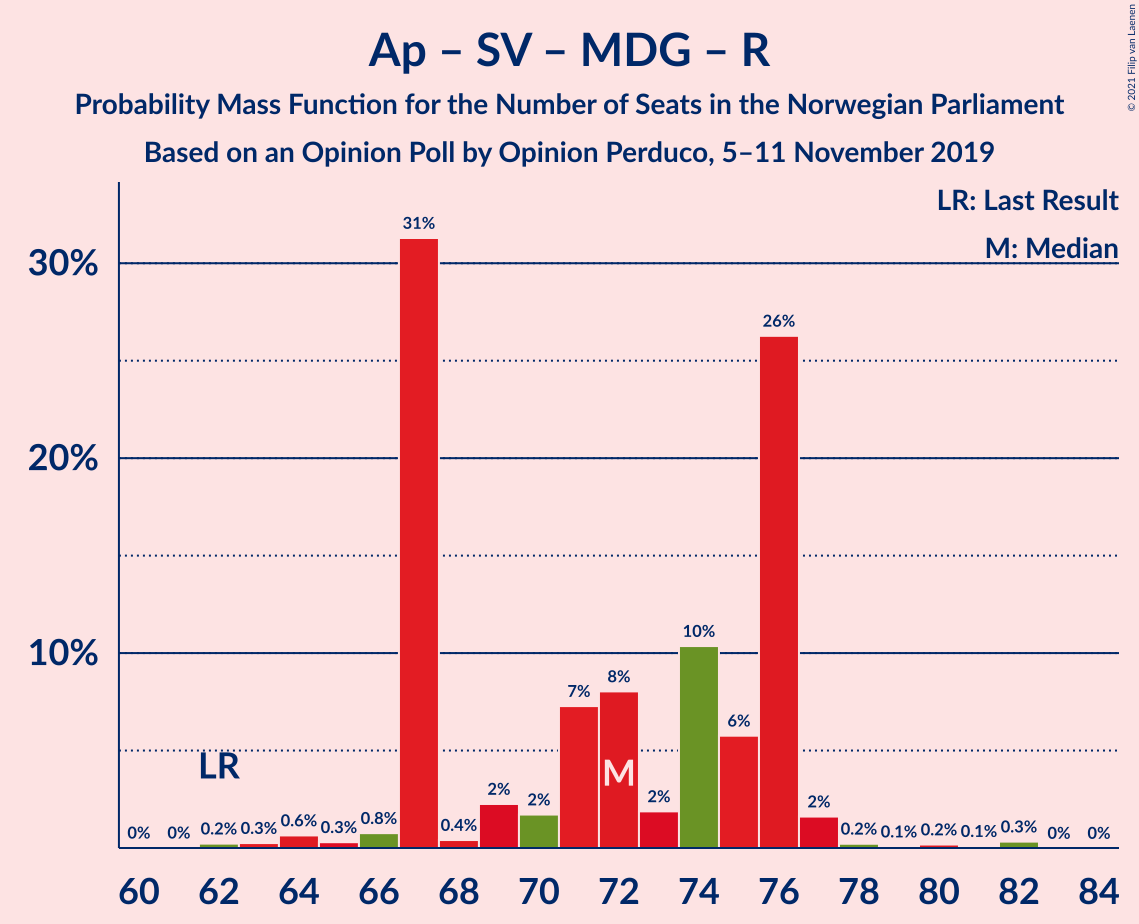 Ap – SV – MDG – R
Probability Mass Function for the Number of Seats in the Norwegian Parliament
Based on an Opinion Poll by Opinion Perduco, 5–11 November 2019
© 2021 Filip van Laenen
LR: Last Result
M: Median
30%
20%
10%
0% 0% 0.2% 0.3% 0.6% 0.3% 0.8% 31% 0.4% 2% 2% 7% 8% 2% 10% 6% 26% 2% 0.2% 0.1% 0.2% 0.1% 0.3% 0% 0%
LR
M
60 62 64 66 68 70 72 74 76 78 80 82 84